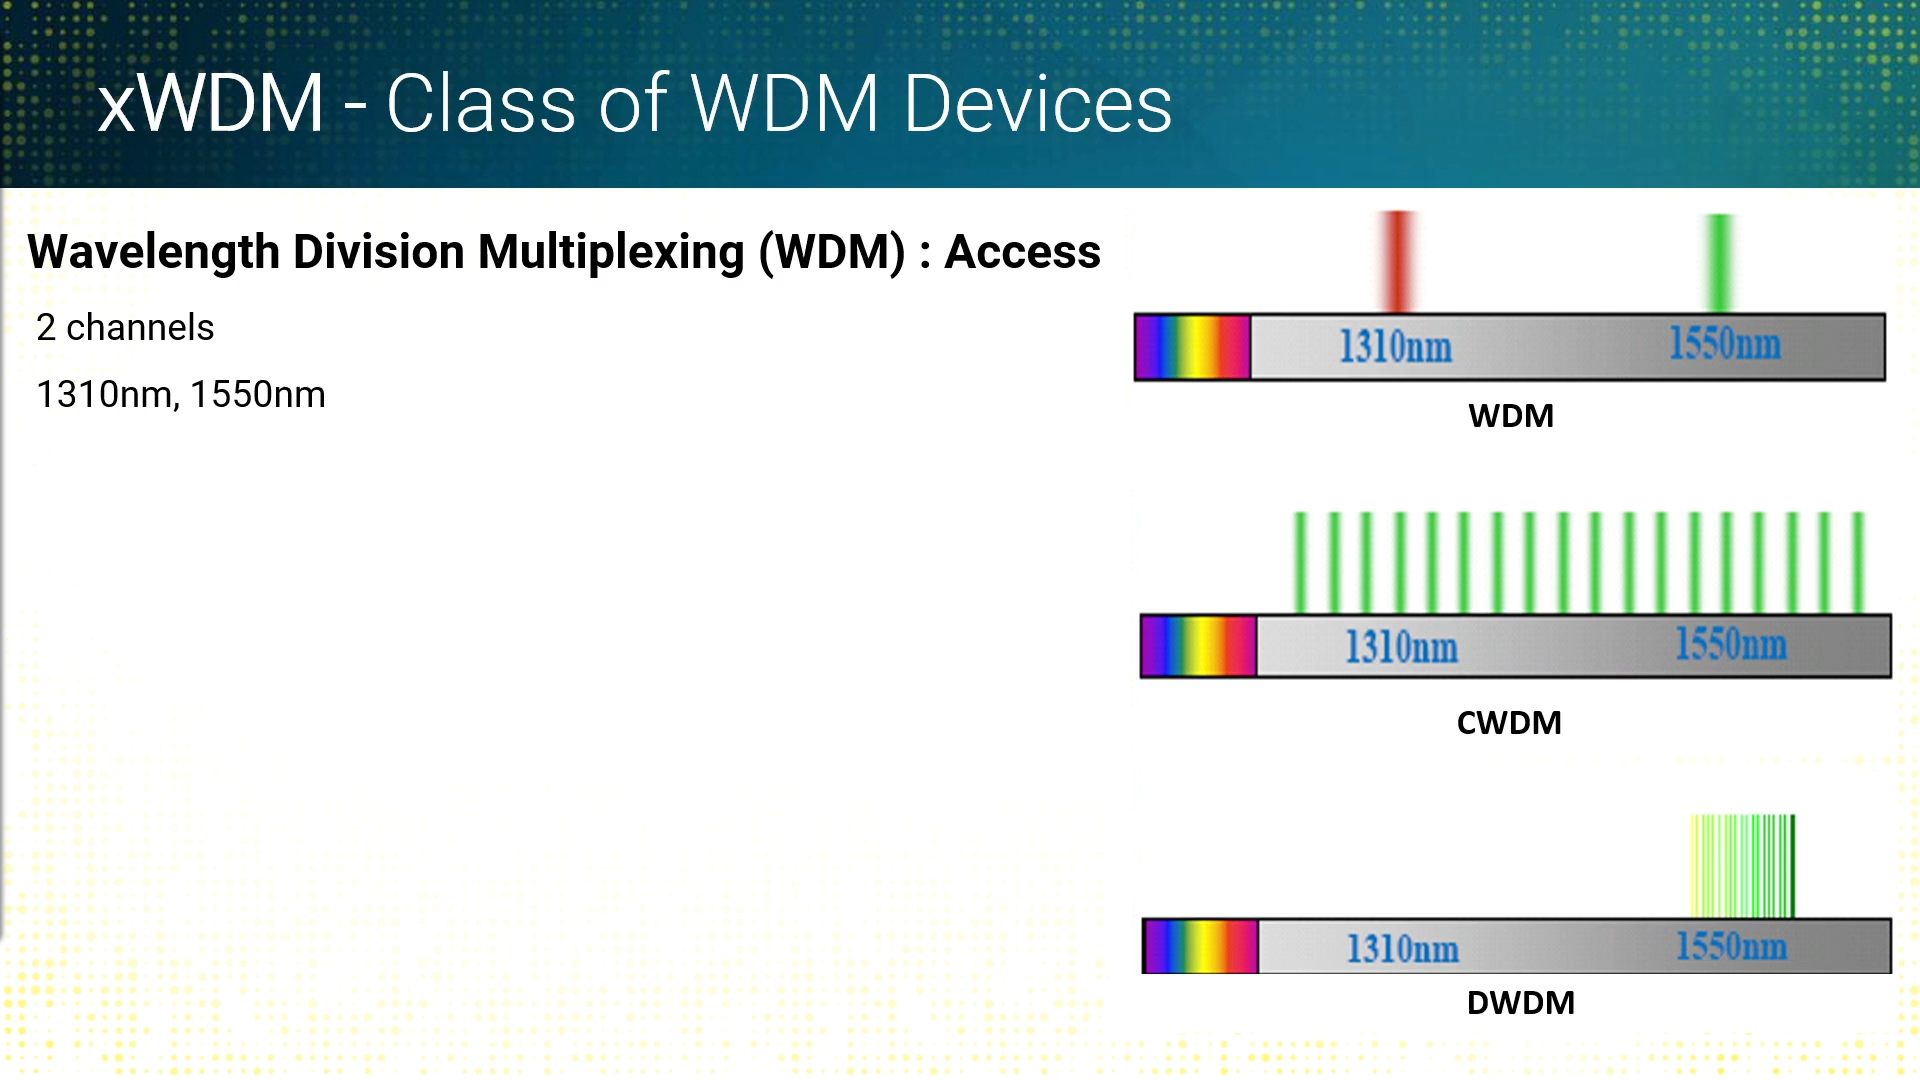 xWDM - Class of WDM Devices
Wavelength Division Multiplexing (WDM) : Access
2 channels
1310nm, 1550nm
1310nm
1550nm
WDM
1310nm
1550nm
CWDM
1310nm
1550nm
DWDM